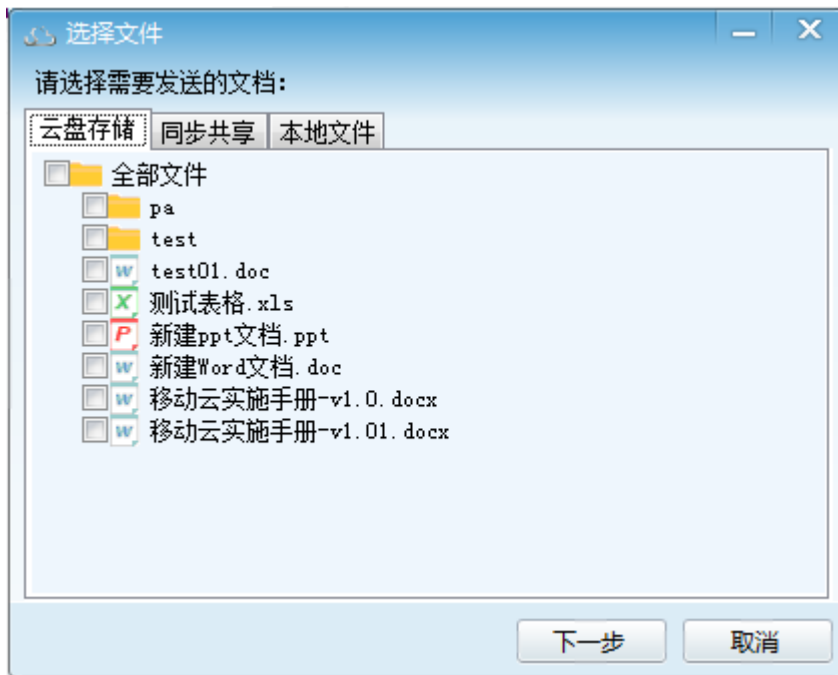 选择文件
请选择需要发送的文档:
云盘存储 同步共享 本地文件
全部文件
pa
test
test01.doc
测试表格.xls
新建ppt文档.ppt
新建Word文档.doc
移动云实施手册-v1.0.docx
移动云实施手册-v1.01.docx
下一步 取消